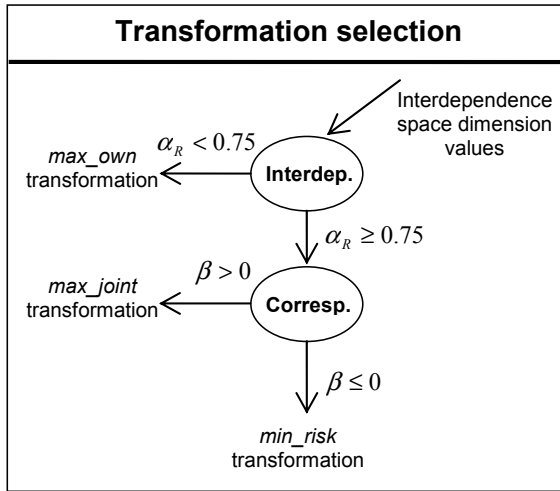 Transformation selection
Interdependence
space dimension
values
α_R < 0.75
max_own
transformation
Interdep.
α_R ≥ 0.75
β > 0
max_joint
transformation
Corresp.
β ≤ 0
min_risk
transformation